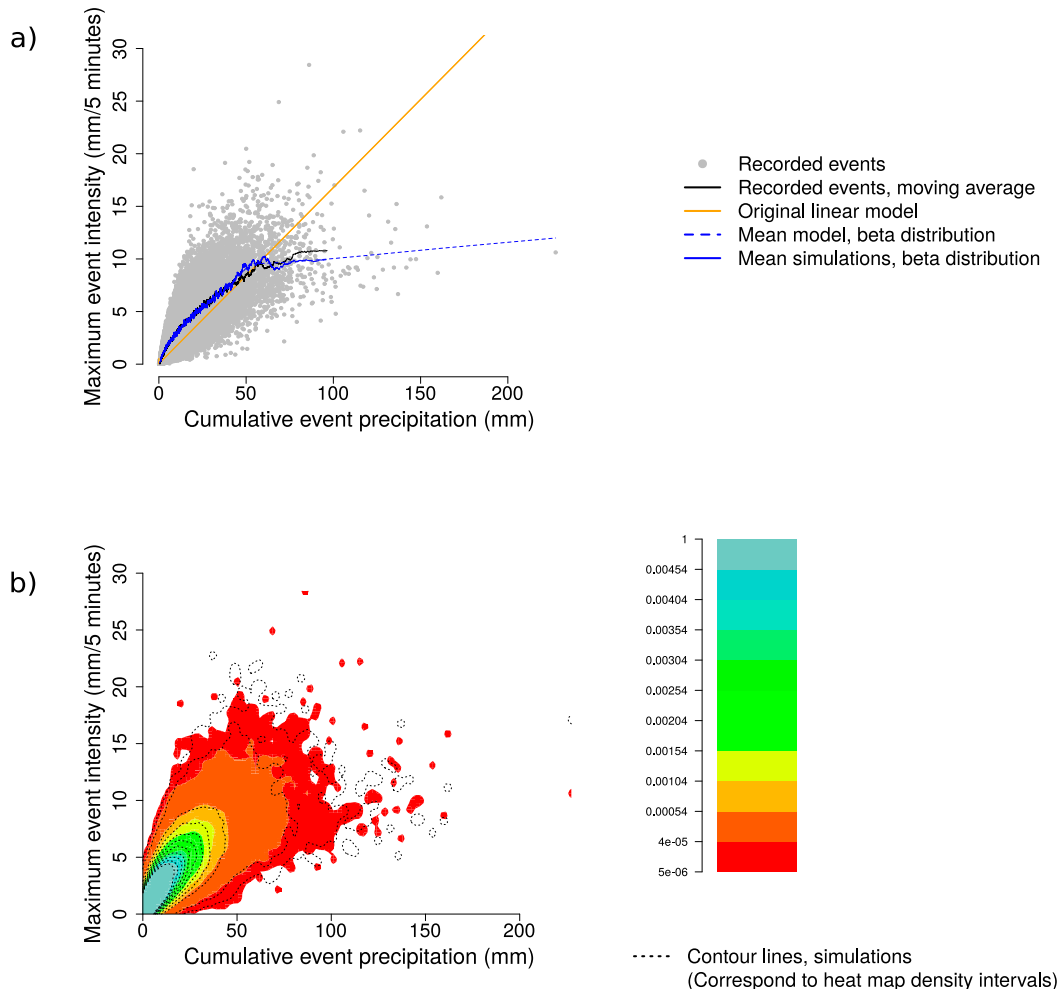 a)
Maximum event intensity (mm/5 minutes)
30
25
20
15
10
5
0
0 50 100 150 200
Cumulative event precipitation (mm)
Recorded events
Recorded events, moving average
Original linear model
Mean model, beta distribution
Mean simulations, beta distribution
b)
Maximum event intensity (mm/5 minutes)
30
25
20
15
10
5
0
0 50 100 150 200
Cumulative event precipitation (mm)
1
0.00454
0.00404
0.00354
0.00304
0.00254
0.00204
0.00154
0.00104
0.00054
4e-05
5e-06
Contour lines, simulations
(Correspond to heat map density intervals)